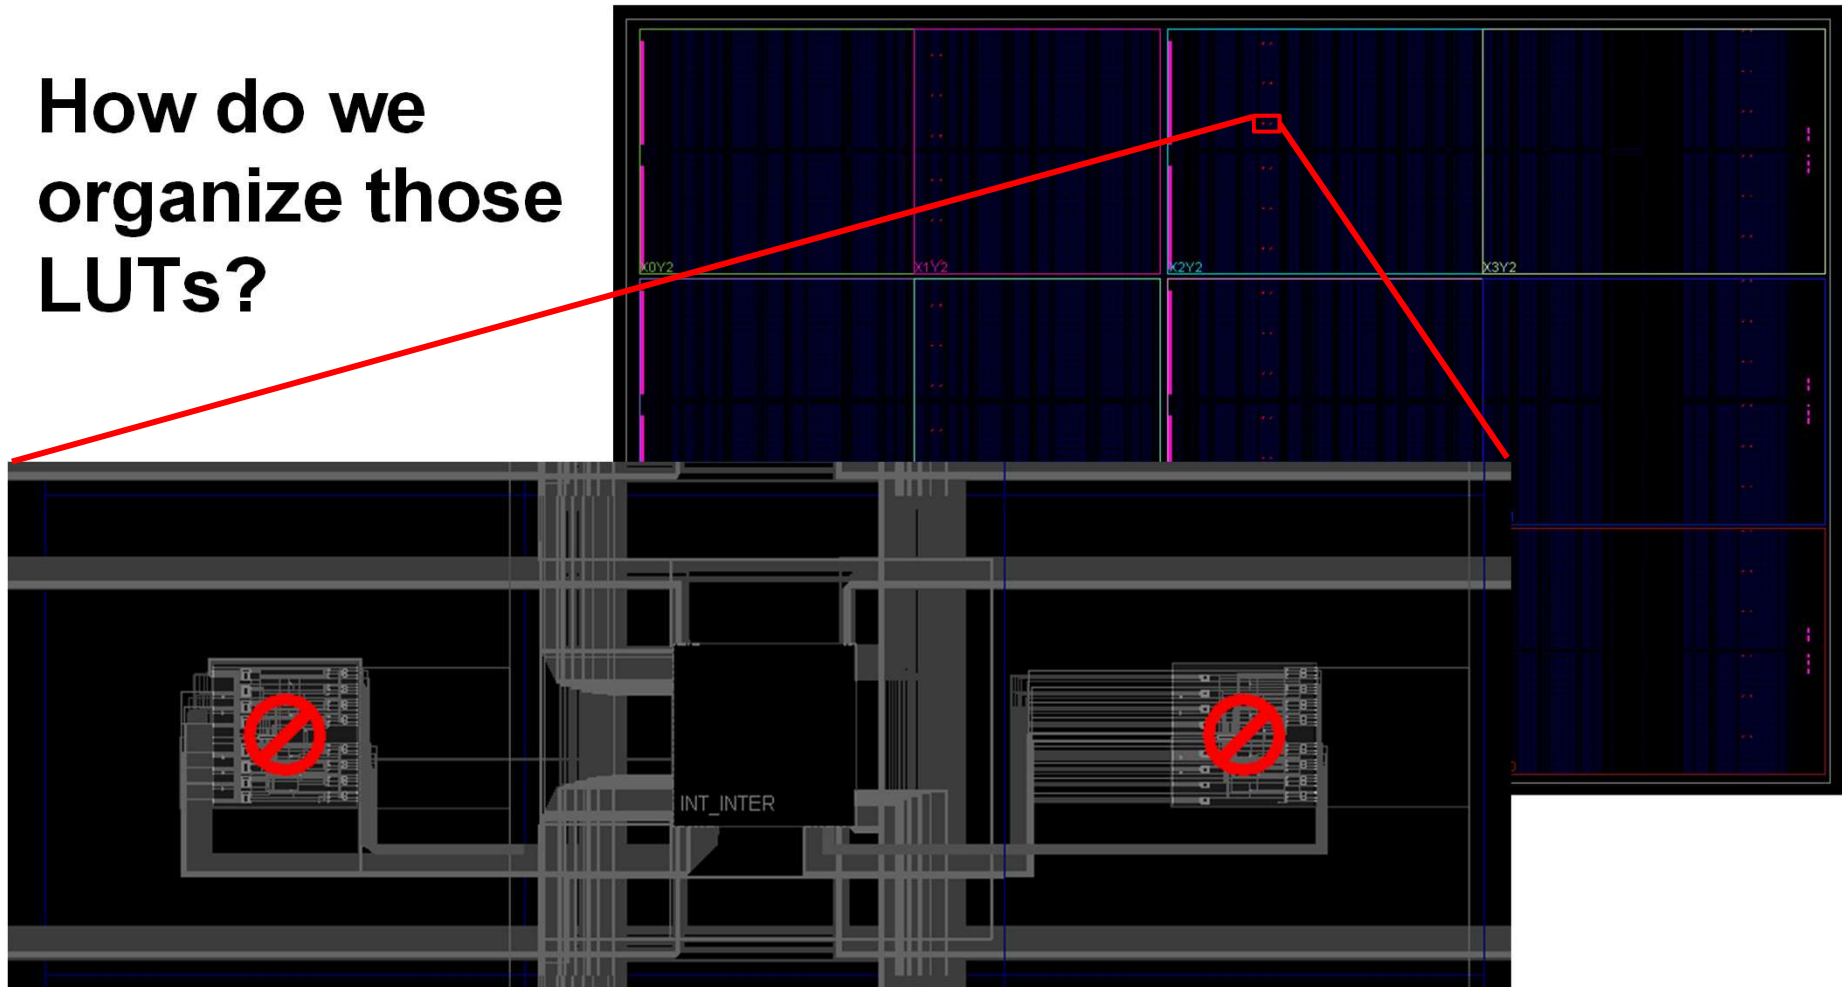 How do we
organize those
LUTs?
X0Y2
X1Y2
X2Y2
X3Y2
INT_INTER